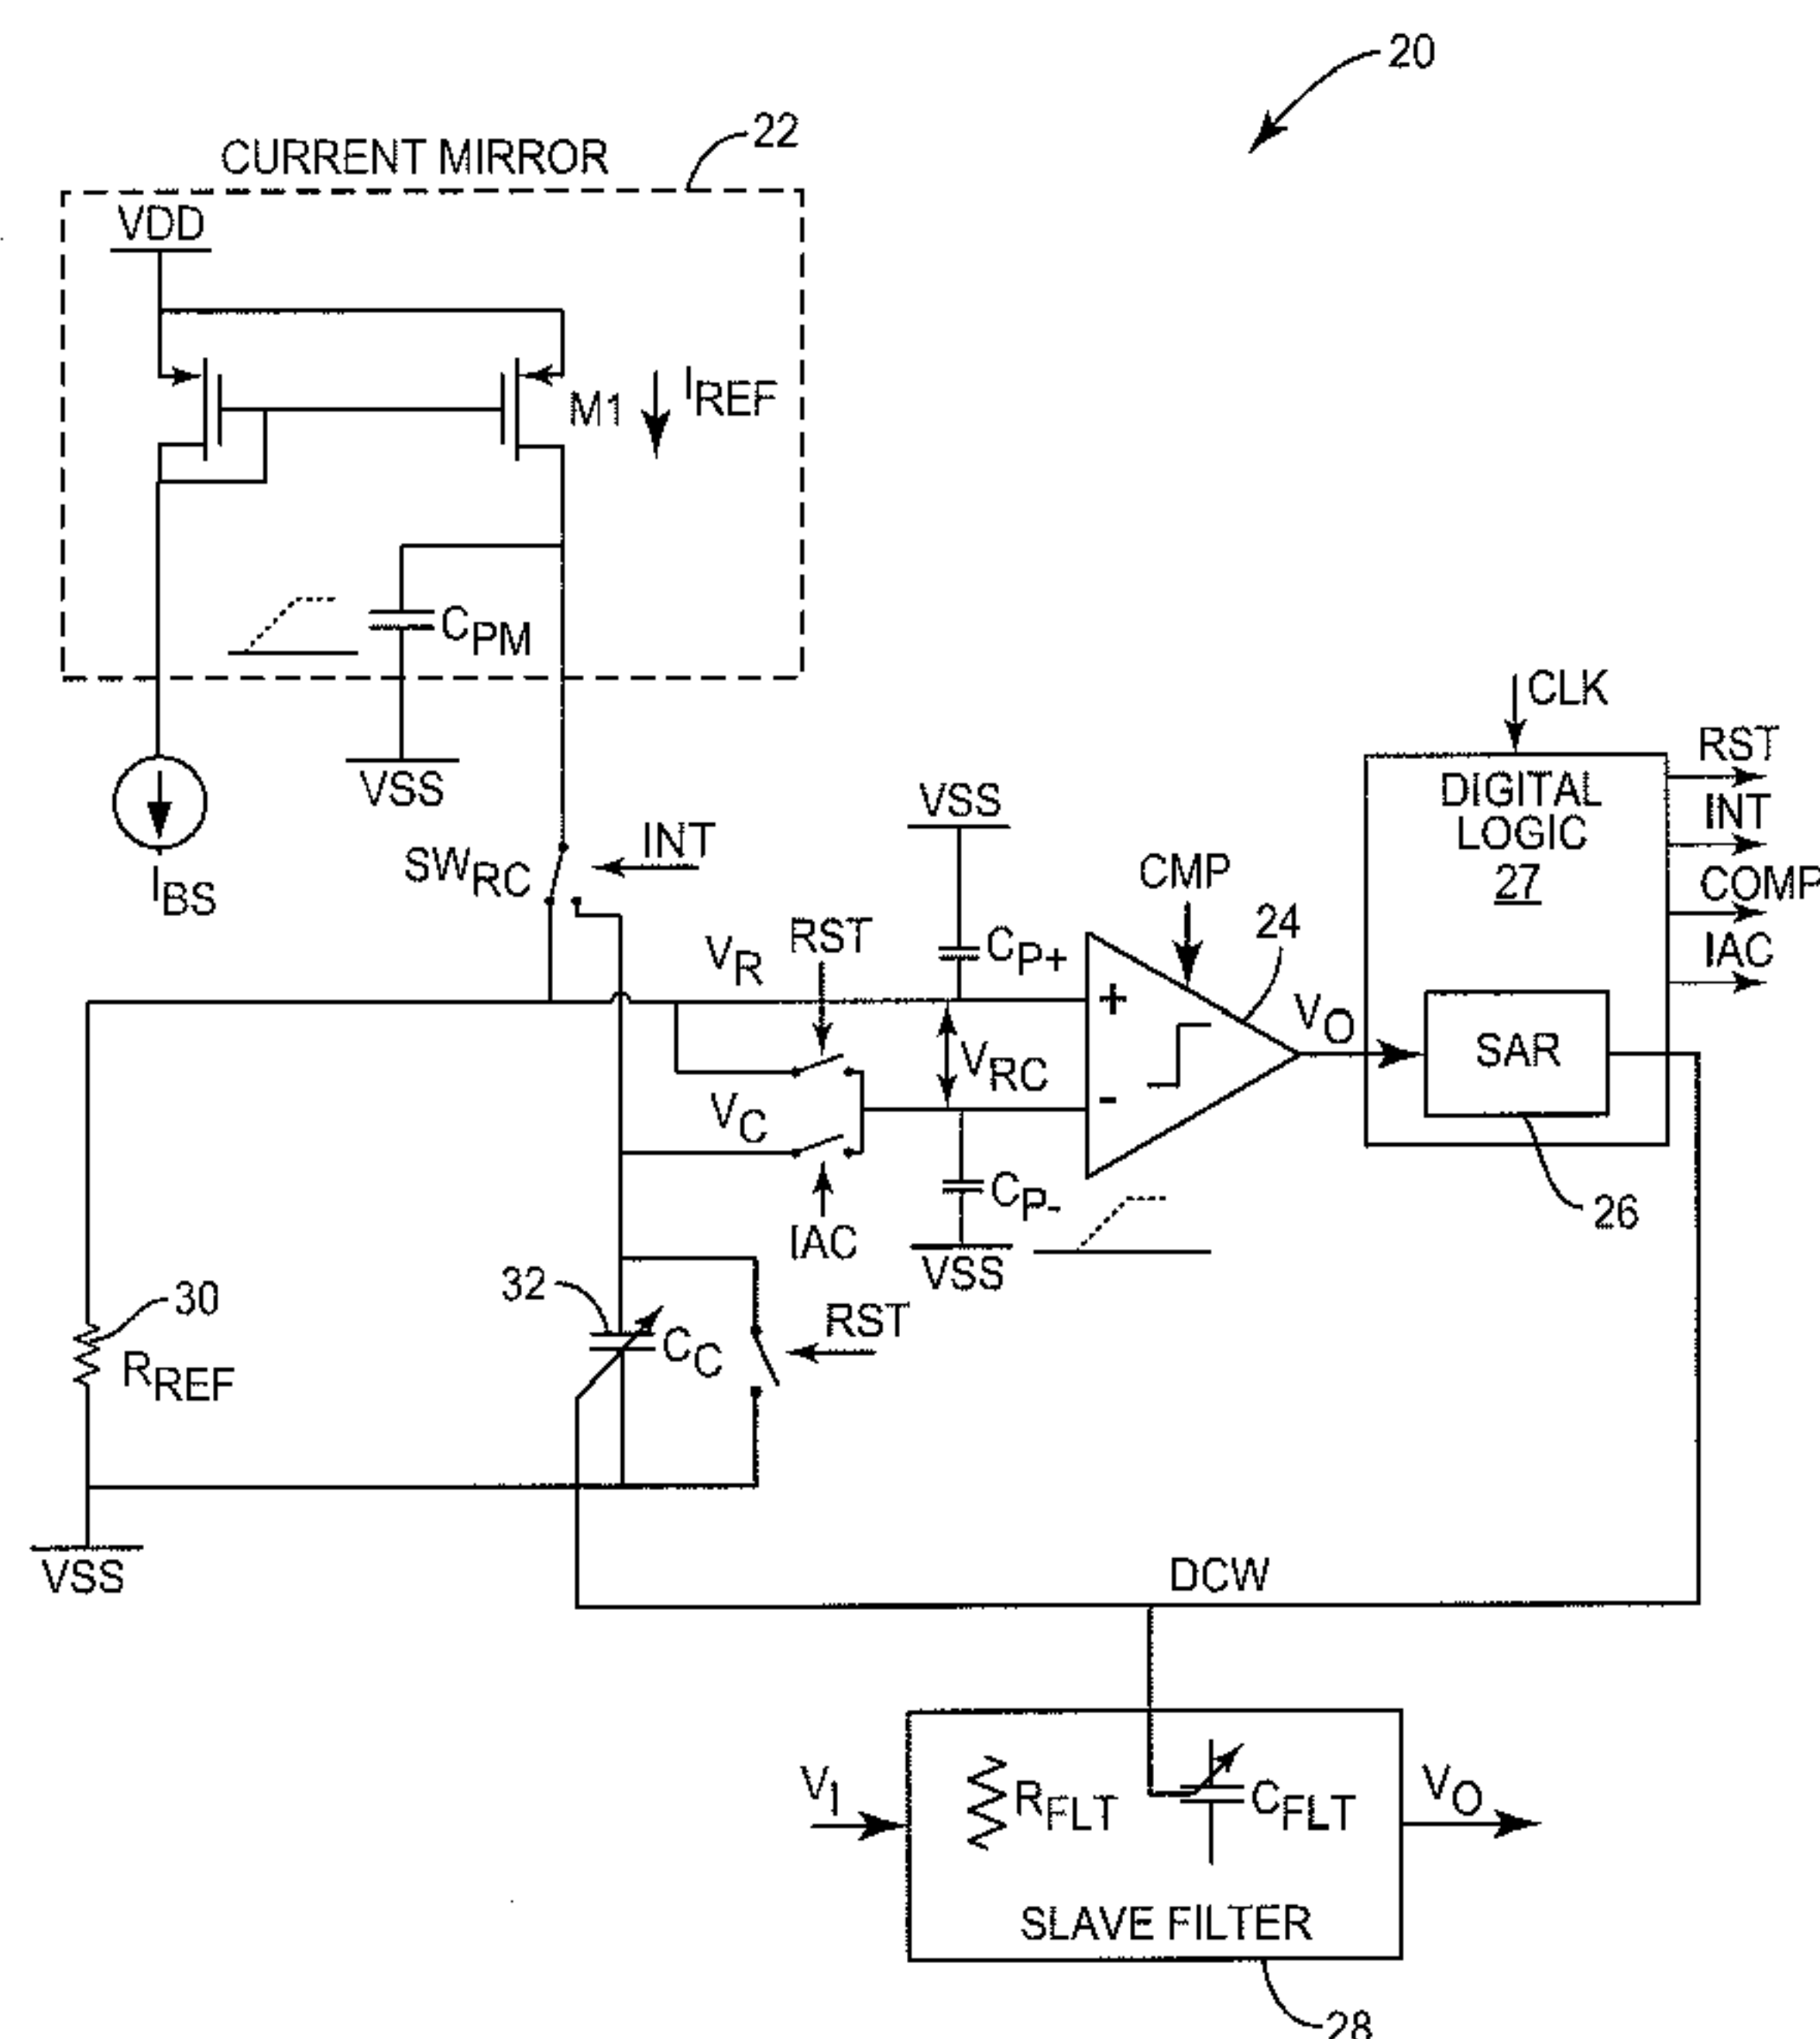 20
CURRENT MIRROR
22
VDD
M1
IREF
CPM
VSS
IBS
SWRC
INT
VR
RST
VSS
CP+
CMP
24
CLK
DIGITAL
LOGIC
27
RST
INT
COMP
IAC
+
VRC
-
VO
SAR
26
VC
IAC
CP-
VSS
30
RREF
32
CC
RST
VSS
DCW
VI
RFLT
CFLT
VO
SLAVE FILTER
28